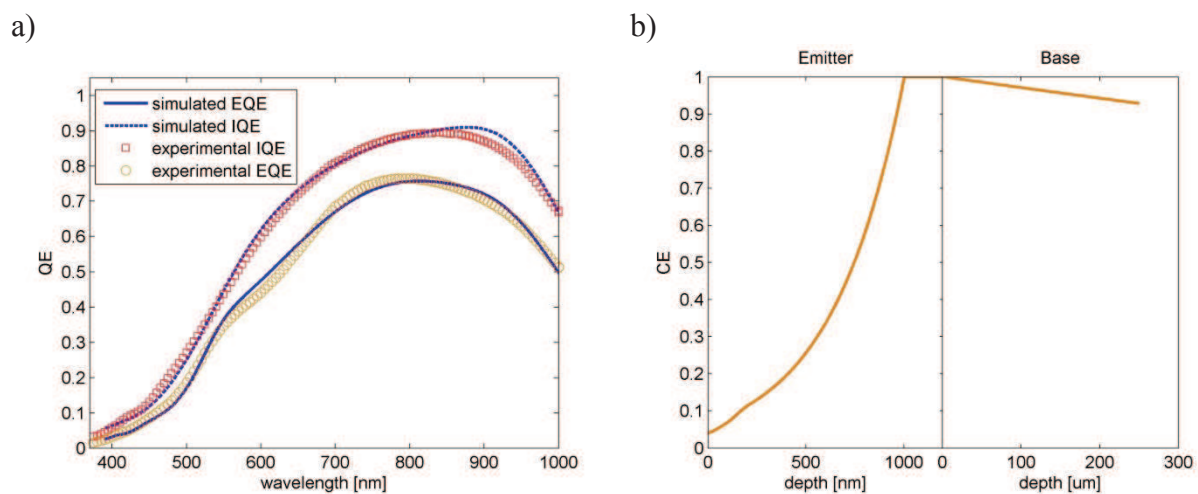 a)
QE
1
0.9
0.8
0.7
0.6
0.5
0.4
0.3
0.2
0.1
0
simulated EQE
simulated IQE
experimental IQE
experimental EQE
400 500 600 700 800 900 1000
wavelength [nm]
b)
Emitter Base
CE
1
0.9
0.8
0.7
0.6
0.5
0.4
0.3
0.2
0.1
0
0 500 1000 0 100 200 300
depth [nm] depth [um]